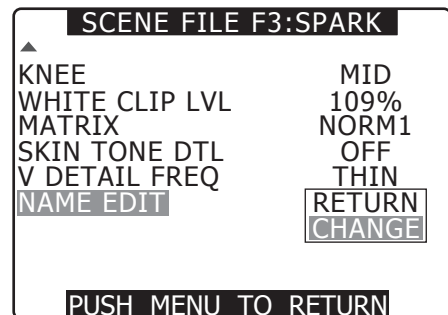 SCENE FILE F3:SPARK
KNEE MID
WHITE CLIP LVL 109%
MATRIX NORM1
SKIN TONE DTL OFF
V DETAIL FREQ THIN
NAME EDIT RETURN
CHANGE
PUSH MENU TO RETURN